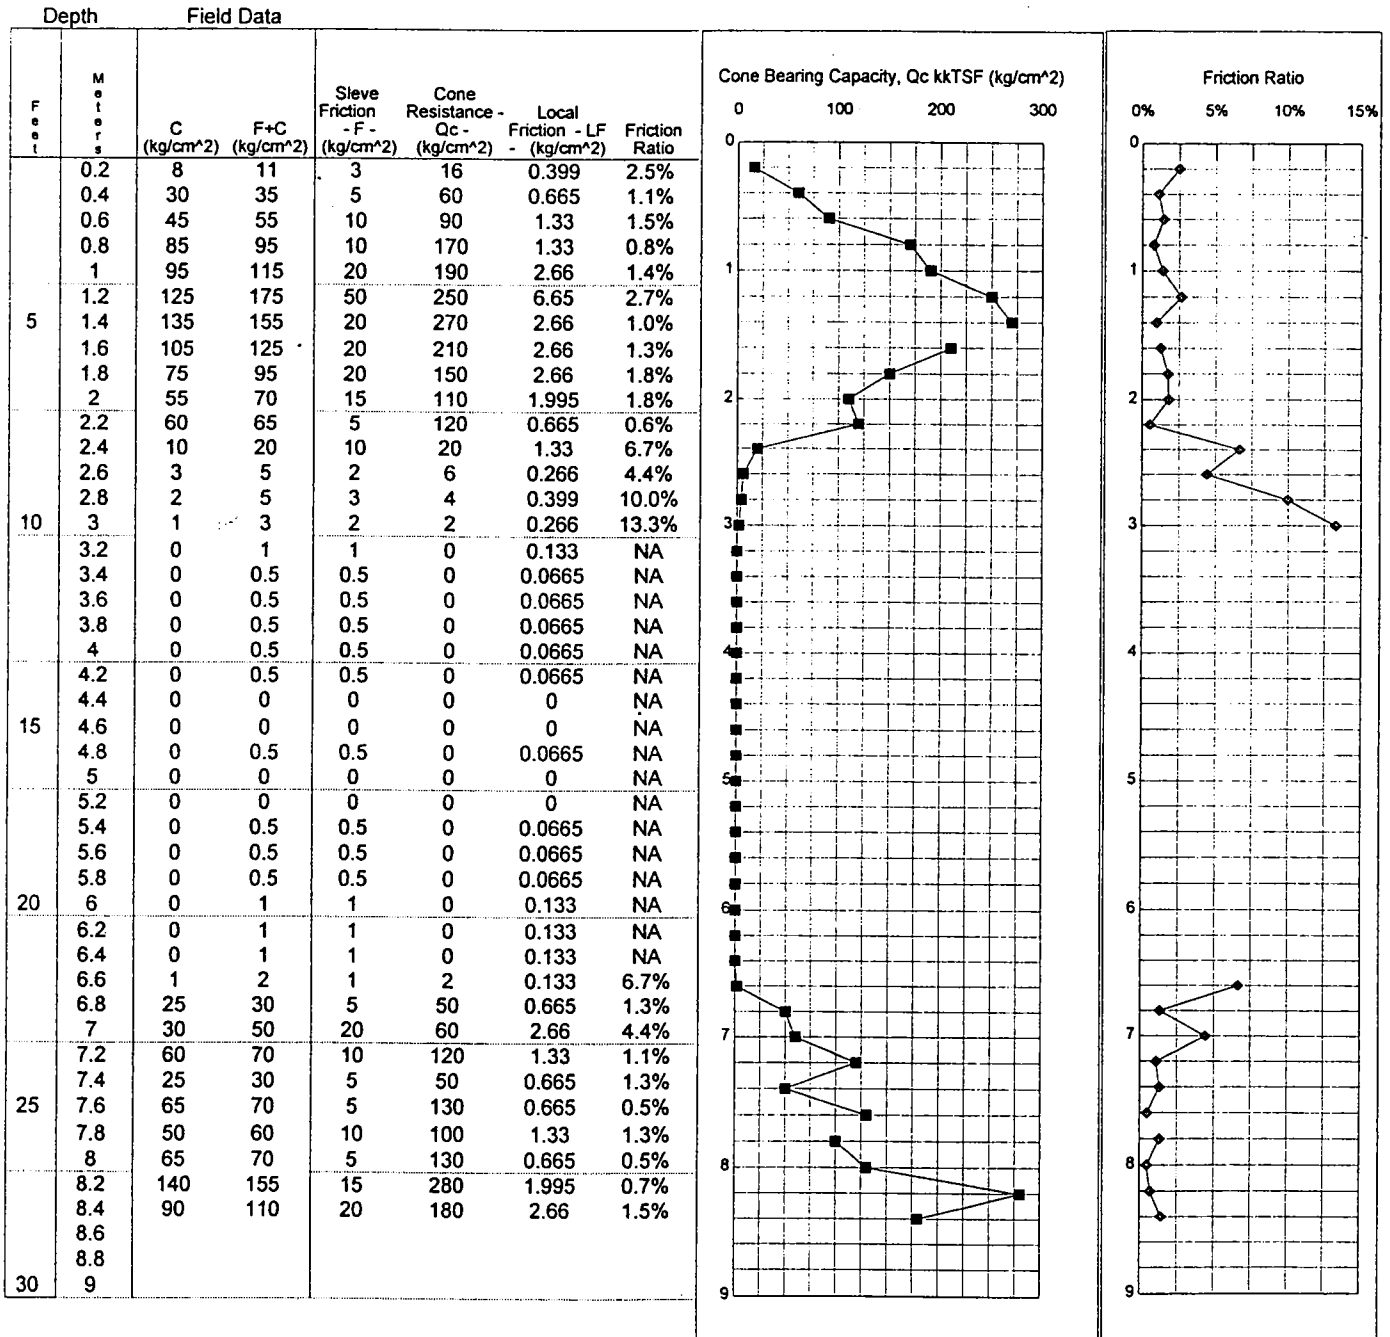 Depth Field Data
Feet Meters C (kg/cm^2) F+C (kg/cm^2) Sleve Friction - F - (kg/cm^2) Cone Resistance - Qc - (kg/cm^2) Local Friction - LF - (kg/cm^2) Friction Ratio
0.2 8 11 3 16 0.399 2.5%
0.4 30 35 5 60 0.665 1.1%
0.6 45 55 10 90 1.33 1.5%
0.8 85 95 10 170 1.33 0.8%
1 95 115 20 190 2.66 1.4%
1.2 125 175 50 250 6.65 2.7%
5 1.4 135 155 20 270 2.66 1.0%
1.6 105 125 20 210 2.66 1.3%
1.8 75 95 20 150 2.66 1.8%
2 55 70 15 110 1.995 1.8%
2.2 60 65 5 120 0.665 0.6%
2.4 10 20 10 20 1.33 6.7%
2.6 3 5 2 6 0.266 4.4%
2.8 2 5 3 4 0.399 10.0%
10 3 1 3 2 2 0.266 13.3%
3.2 0 1 1 0 0.133 NA
3.4 0 0.5 0.5 0 0.0665 NA
3.6 0 0.5 0.5 0 0.0665 NA
3.8 0 0.5 0.5 0 0.0665 NA
4 0 0.5 0.5 0 0.0665 NA
4.2 0 0.5 0.5 0 0.0665 NA
4.4 0 0 0 0 0 NA
15 4.6 0 0 0 0 0 NA
4.8 0 0.5 0.5 0 0.0665 NA
5 0 0 0 0 0 NA
5.2 0 0 0 0 0 NA
5.4 0 0.5 0.5 0 0.0665 NA
5.6 0 0.5 0.5 0 0.0665 NA
5.8 0 0.5 0.5 0 0.0665 NA
20 6 0 1 1 0 0.133 NA
6.2 0 1 1 0 0.133 NA
6.4 0 1 1 0 0.133 NA
6.6 1 2 1 2 0.133 6.7%
6.8 25 30 5 50 0.665 1.3%
7 30 50 20 60 2.66 4.4%
7.2 60 70 10 120 1.33 1.1%
7.4 25 30 5 50 0.665 1.3%
25 7.6 65 70 5 130 0.665 0.5%
7.8 50 60 10 100 1.33 1.3%
8 65 70 5 130 0.665 0.5%
8.2 140 155 15 280 1.995 0.7%
8.4 90 110 20 180 2.66 1.5%
8.6
8.8
30 9
Cone Bearing Capacity, Qc kkTSF (kg/cm^2)
0 100 200 300
0
1
2
3
4
5
6
7
8
9
Friction Ratio
0% 5% 10% 15%
0
1
2
3
4
5
6
7
8
9